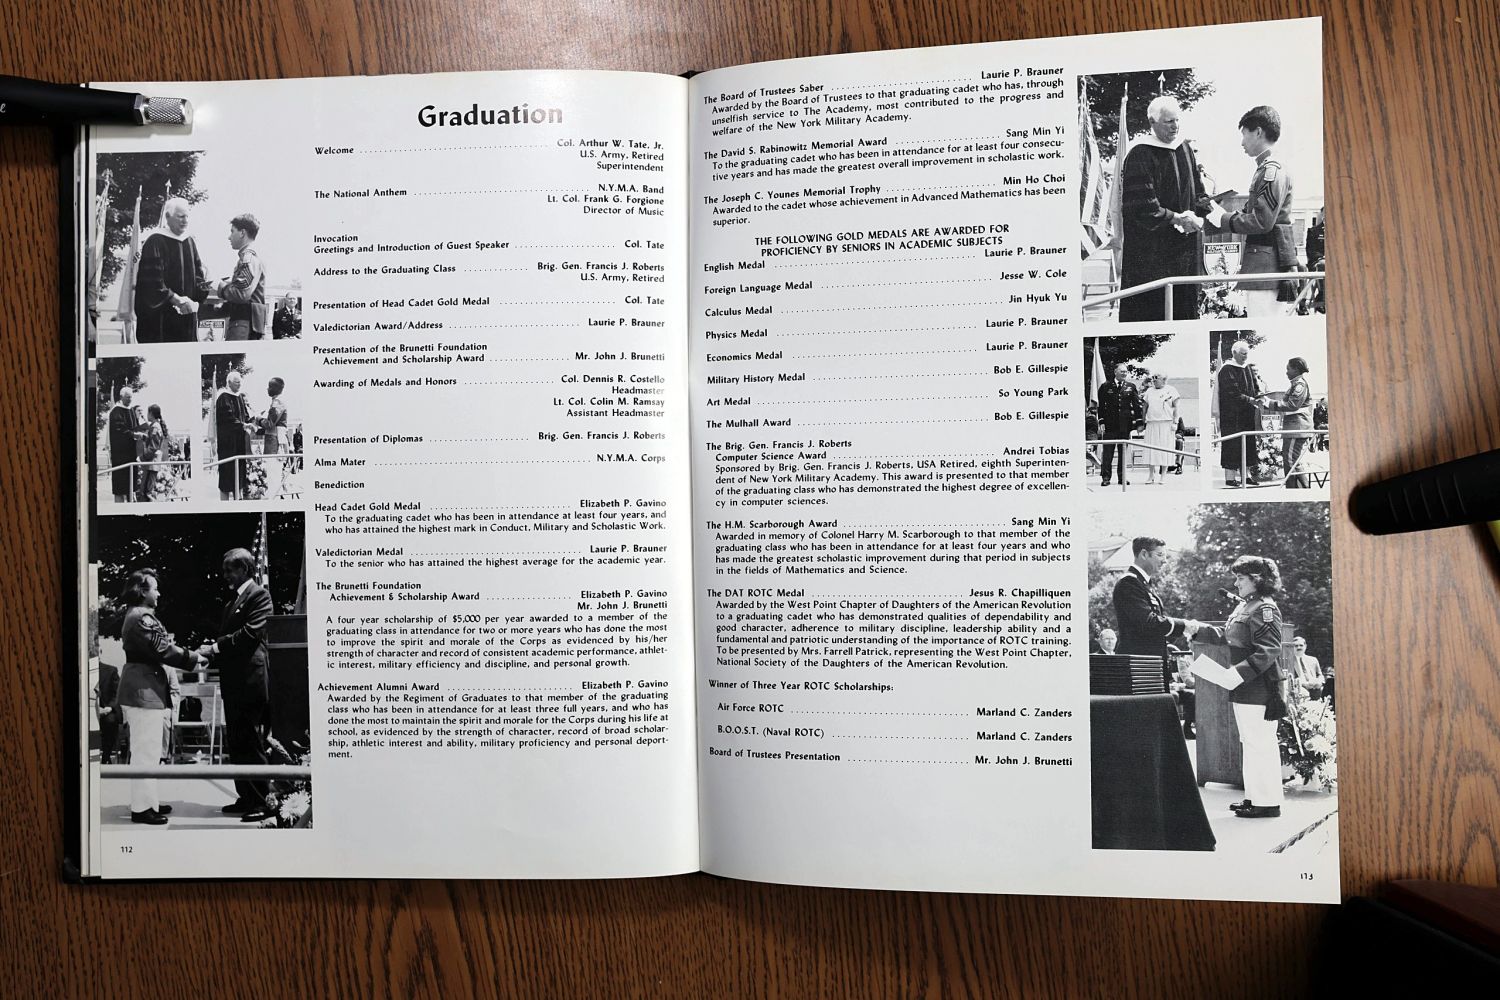 Graduation
Welcome ........ Col. Arthur W. Tate, Jr.
U.S. Army, Retired
Superintendent
The National Anthem ........ N.Y.M.A. Band
Lt. Col. Frank G. Forgione
Director of Music
Invocation
Greetings and Introduction of Guest Speaker ........ Col. Tate
Address to the Graduating Class ........ Brig. Gen. Francis J. Roberts
U.S. Army, Retired
Presentation of Head Cadet Gold Medal ........ Col. Tate
Valedictorian Award/Address ........ Laurie P. Brauner
Presentation of the Brunetti Foundation
Achievement and Scholarship Award ........ Mr. John J. Brunetti
Awarding of Medals and Honors ........ Col. Dennis R. Costello
Headmaster
Lt. Col. Colin M. Ramsay
Assistant Headmaster
Presentation of Diplomas ........ Brig. Gen. Francis J. Roberts
Alma Mater ........ N.Y.M.A. Corps
Benediction
Head Cadet Gold Medal ........ Elizabeth P. Gavino
To the graduating cadet who has been in attendance at least four years, and
who has attained the highest mark in Conduct, Military and Scholastic Work.
Valedictorian Medal ........ Laurie P. Brauner
To the senior who has attained the highest average for the academic year.
The Brunetti Foundation
Achievement & Scholarship Award ........ Elizabeth P. Gavino
Mr. John J. Brunetti
A four year scholarship of $5,000 per year awarded to a member of the
graduating class in attendance for two or more years who has done the most
to improve the spirit and morale of the Corps as evidenced by his/her
strength of character and record of consistent academic performance, athlet-
ic interest, military efficiency and discipline, and personal growth.
Achievement Alumni Award ........ Elizabeth P. Gavino
Awarded by the Regiment of Graduates to that member of the graduating
class who has been in attendance for at least three full years, and who has
done the most to maintain the spirit and morale for the Corps during his life at
school, as evidenced by the strength of character, record of broad scholar-
ship, athletic interest and ability, military proficiency and personal deport-
ment.
112
The Board of Trustees Saber ........ Laurie P. Brauner
Awarded by the Board of Trustees to that graduating cadet who has, through
unselfish service to The Academy, most contributed to the progress and
welfare of the New York Military Academy.
The David S. Rabinowitz Memorial Award ........ Sang Min Yi
To the graduating cadet who has been in attendance for at least four consecu-
tive years and has made the greatest overall improvement in scholastic work.
The Joseph C. Younes Memorial Trophy ........ Min Ho Choi
Awarded to the cadet whose achievement in Advanced Mathematics has been
superior.
THE FOLLOWING GOLD MEDALS ARE AWARDED FOR
PROFICIENCY BY SENIORS IN ACADEMIC SUBJECTS
English Medal ........ Laurie P. Brauner
Foreign Language Medal ........ Jesse W. Cole
Calculus Medal ........ Jin Hyuk Yu
Physics Medal ........ Laurie P. Brauner
Economics Medal ........ Laurie P. Brauner
Military History Medal ........ Bob E. Gillespie
Art Medal ........ So Young Park
The Mulhall Award ........ Bob E. Gillespie
The Brig. Gen. Francis J. Roberts
Computer Science Award ........ Andrei Tobias
Sponsored by Brig. Gen. Francis J. Roberts, USA Retired, eighth Superinten-
dent of New York Military Academy. This award is presented to that member
of the graduating class who has demonstrated the highest degree of excellen-
cy in computer sciences.
The H.M. Scarborough Award ........ Sang Min Yi
Awarded in memory of Colonel Harry M. Scarborough to that member of the
graduating class who has been in attendance for at least four years and who
has made the greatest scholastic improvement during that period in subjects
in the fields of Mathematics and Science.
The DAT ROTC Medal ........ Jesus R. Chapilliquen
Awarded by the West Point Chapter of Daughters of the American Revolution
to a graduating cadet who has demonstrated qualities of dependability and
good character, adherence to military discipline, leadership ability and a
fundamental and patriotic understanding of the importance of ROTC training.
To be presented by Mrs. Farrell Patrick, representing the West Point Chapter,
National Society of the Daughters of the American Revolution.
Winner of Three Year ROTC Scholarships:
Air Force ROTC ........ Marland C. Zanders
B.O.O.S.T. (Naval ROTC) ........ Marland C. Zanders
Board of Trustees Presentation ........ Mr. John J. Brunetti
NEW YORK
113